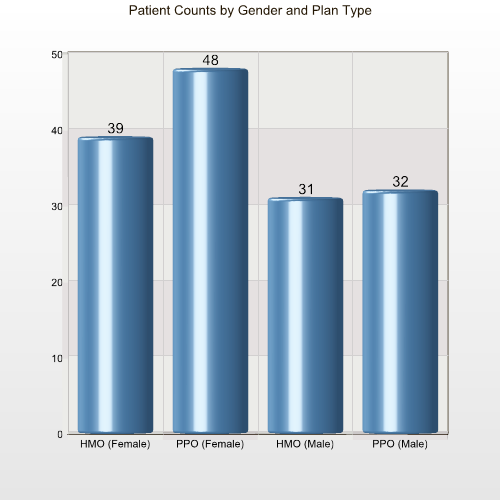 Patient Counts by Gender and Plan Type
50
40
30
20
10
0
39
48
31
32
HMO (Female)
PPO (Female)
HMO (Male)
PPO (Male)